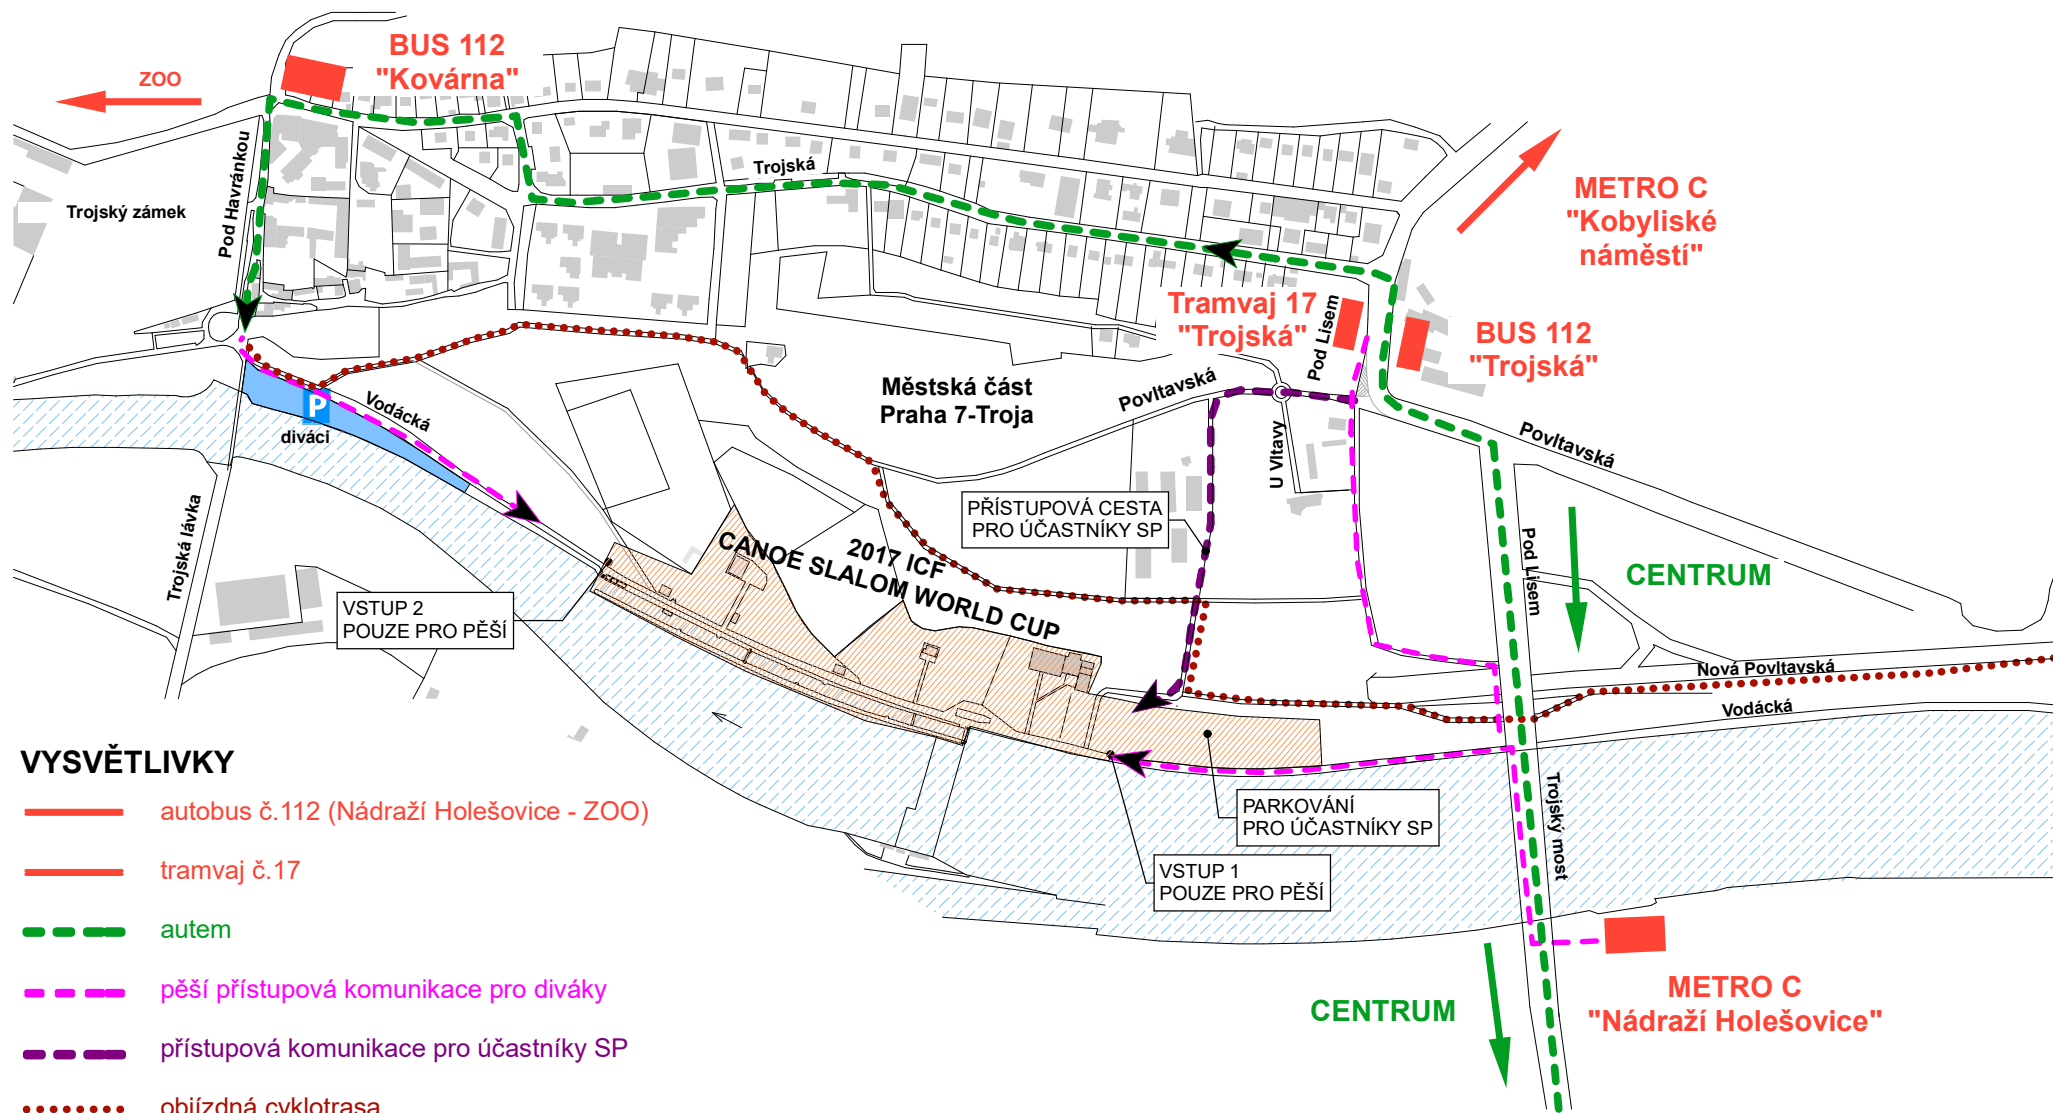 BUS 112
"Kovárna"
ZOO
Pod Havránkou
Trojský zámek
Trojská
METRO C
"Kobyliské
náměstí"
Tramvaj 17
"Trojská"
Pod Lisem
BUS 112
"Trojská"
Městská část
Praha 7-Troja
Povltavská
Povltavská
Vodácká
P
diváci
U Vltavy
Trojská lávka
PŘÍSTUPOVÁ CESTA
PRO ÚČASTNÍKY SP
2017 ICF
CANOE SLALOM WORLD CUP
Pod Lisem
CENTRUM
VSTUP 2
POUZE PRO PĚŠÍ
Nová Povltavská
Vodácká
PARKOVÁNÍ
PRO ÚČASTNÍKY SP
VSTUP 1
POUZE PRO PĚŠÍ
Trojský most
CENTRUM
METRO C
"Nádraží Holešovice"
VYSVĚTLIVKY
autobus č.112 (Nádraží Holešovice - ZOO)
tramvaj č.17
autem
pěší přístupová komunikace pro diváky
přístupová komunikace pro účastníky SP
objízdná cyklotrasa